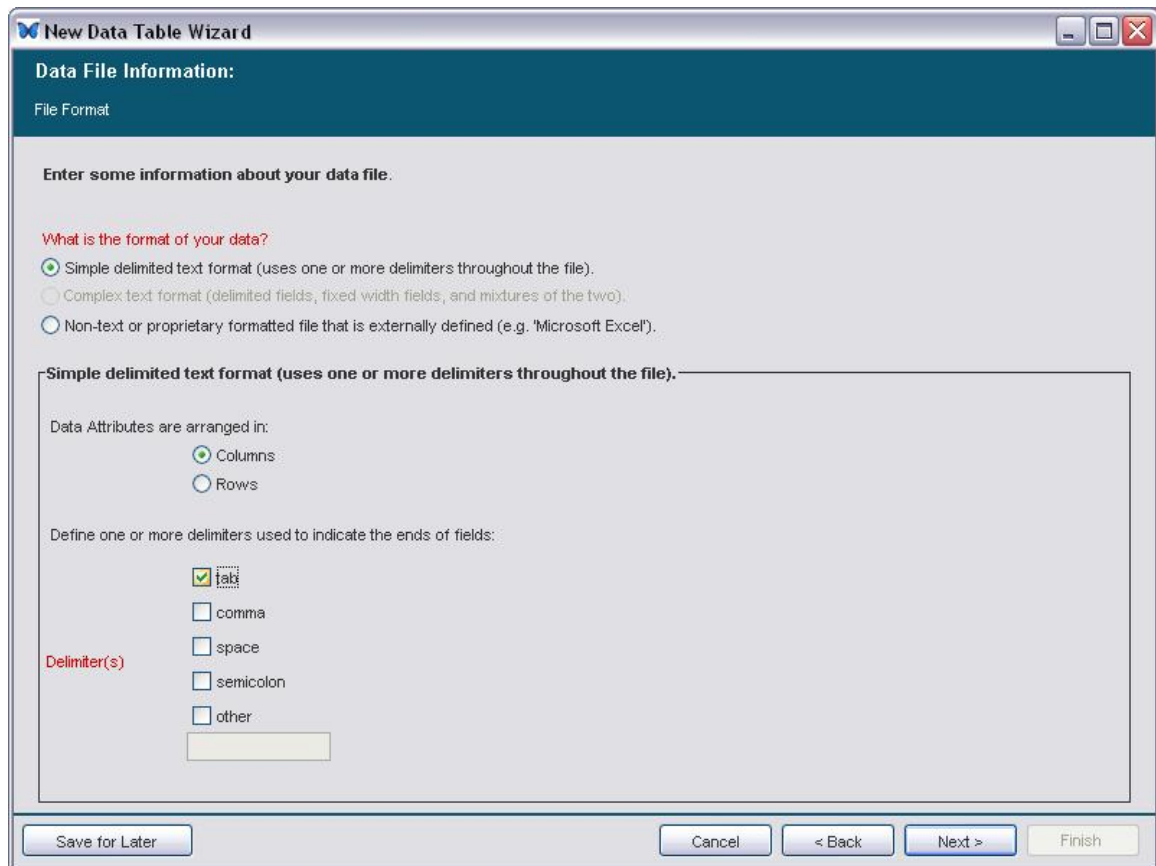 New Data Table Wizard
Data File Information:
File Format
Enter some information about your data file.
What is the format of your data?
Simple delimited text format (uses one or more delimiters throughout the file).
Complex text format (delimited fields, fixed width fields, and mixtures of the two).
Non-text or proprietary formatted file that is externally defined (e.g. 'Microsoft Excel').
Simple delimited text format (uses one or more delimiters throughout the file).
Data Attributes are arranged in:
Columns
Rows
Define one or more delimiters used to indicate the ends of fields:
tab
comma
space
Delimiter(s)
semicolon
other
Save for Later Cancel < Back Next > Finish